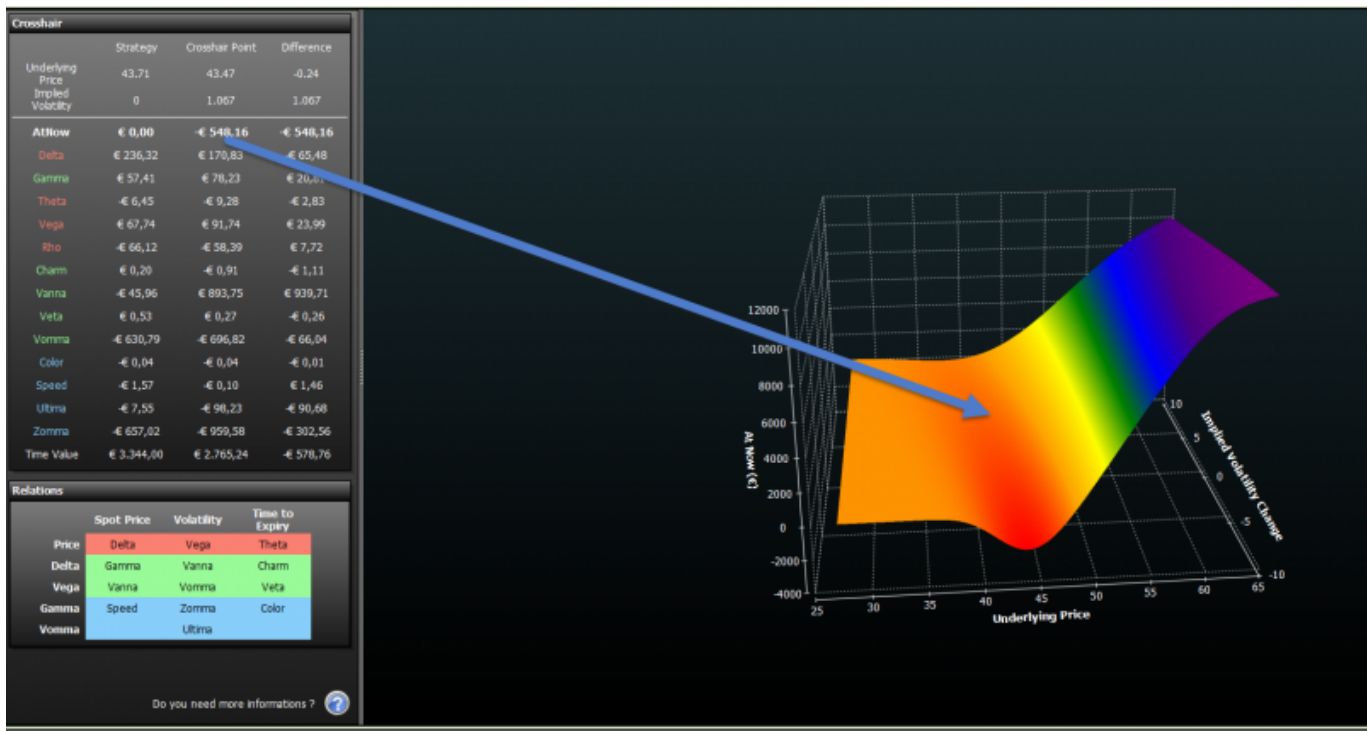 Crosshair
Strategy Crosshair Point Difference
Underlying Price 43.71 43.47 -0.24
Implied Volatility 0 1.067 1.067
AtNow € 0,00 -€ 548,16 -€ 548,16
Delta € 236,32 € 170,83 -€ 65,48
Gamma € 57,41 € 78,23 € 20,81
Theta -€ 6,45 -€ 9,28 -€ 2,83
Vega € 67,74 € 91,74 € 23,99
Rho -€ 66,12 -€ 58,39 € 7,72
Charm € 0,20 -€ 0,91 -€ 1,11
Vanna -€ 45,96 € 893,75 € 939,71
Veta € 0,53 € 0,27 -€ 0,26
Vomma -€ 630,79 -€ 696,82 -€ 66,04
Color -€ 0,04 -€ 0,04 -€ 0,01
Speed -€ 1,57 -€ 0,10 € 1,46
Ultima -€ 7,55 -€ 98,23 -€ 90,68
Zomma -€ 657,02 -€ 959,58 -€ 302,56
Time Value € 3.344,00 € 2.765,24 -€ 578,76
Relations
Spot Price Volatility Time to Expiry
Price Delta Vega Theta
Delta Gamma Vanna Charm
Vega Vanna Vomma Veta
Gamma Speed Zomma Color
Vomma Ultima
Do you need more informations ?
12000
10000
8000
6000
4000
2000
0
-2000
-4000
At Now (€)
25 30 35 40 45 50 55 60 65
Underlying Price
10
5
0
-5
-10
Implied Volatility Change